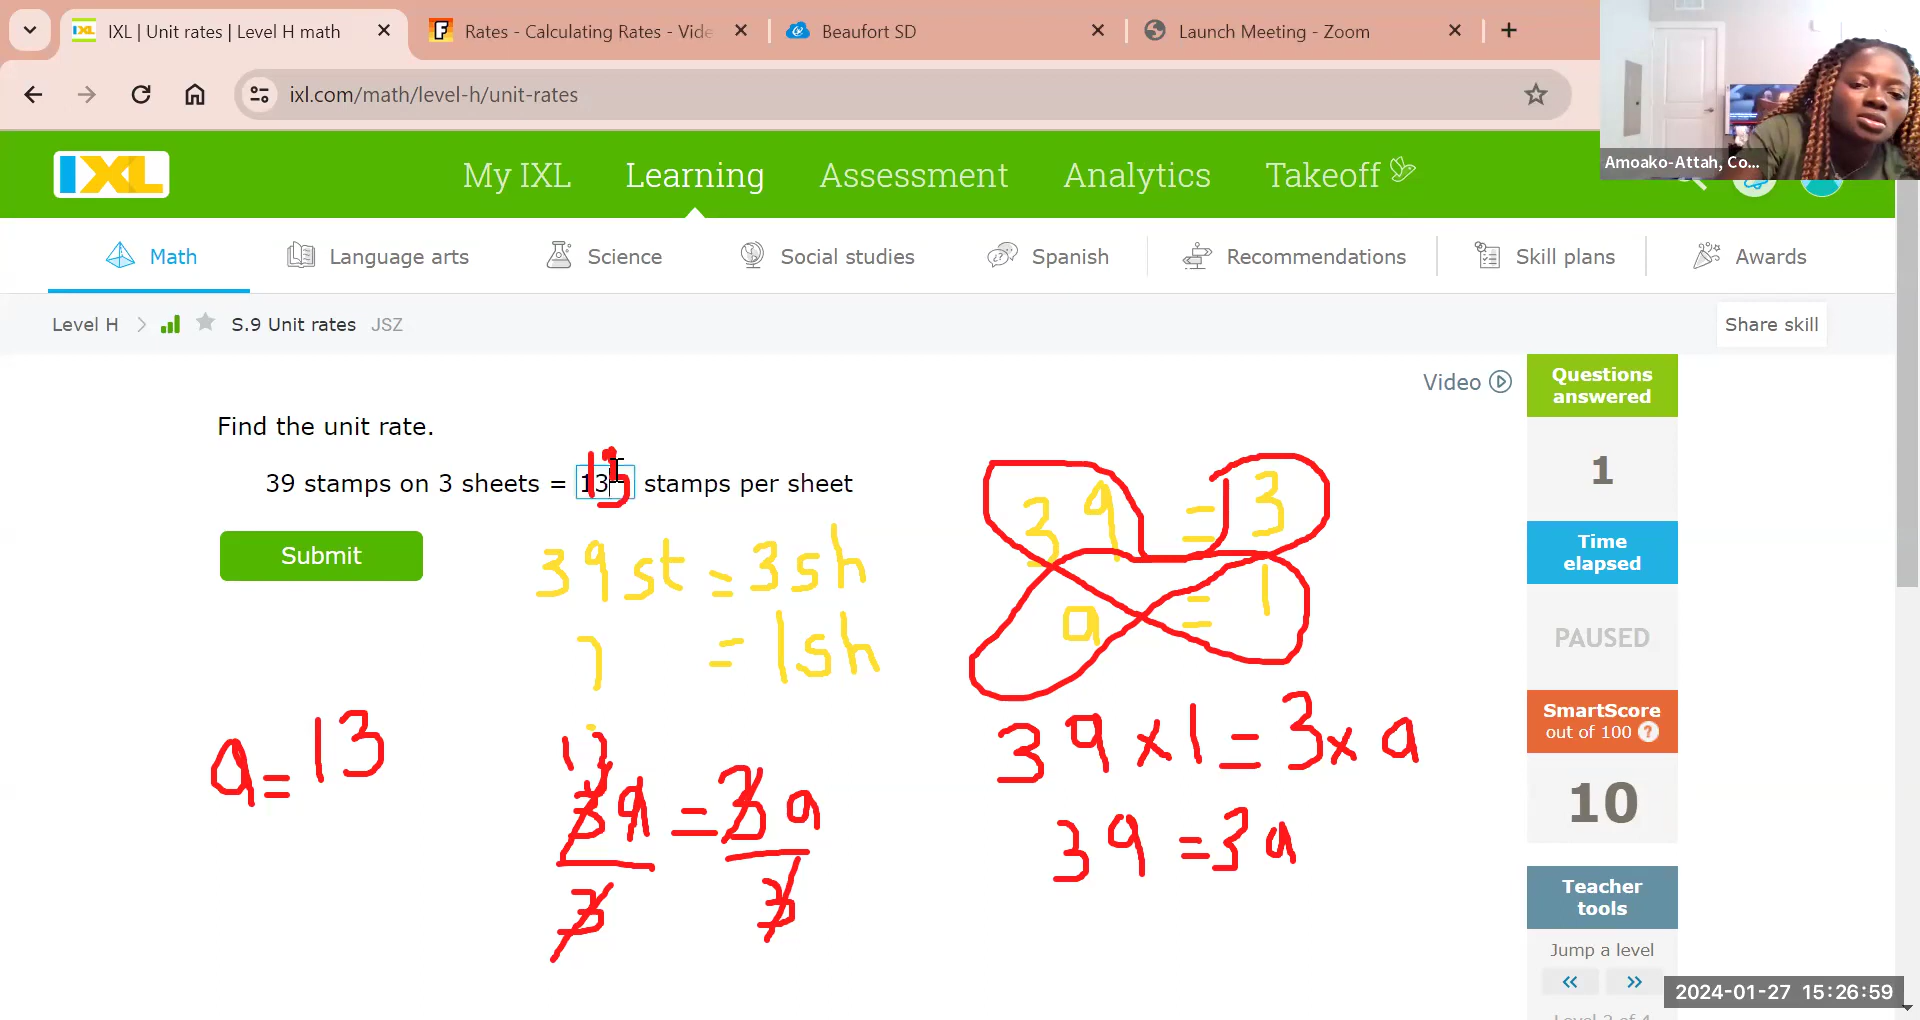 IXL | Unit rates | Level H math
Rates - Calculating Rates - Vide
Beaufort SD
Launch Meeting - Zoom
ixl.com/math/level-h/unit-rates
Amoako-Attah, Co...
IXL
My IXL
Learning
Assessment
Analytics
Takeoff
Math
Language arts
Science
Social studies
Spanish
Recommendations
Skill plans
Awards
Level H
S.9 Unit rates JSZ
Share skill
Video
Find the unit rate.
39 stamps on 3 sheets = 13 stamps per sheet
13
Submit
39 st = 3 sh
? = 1 sh
39 = 3
a = 1
39 x 1 = 3 x a
39 = 3a
13
39 = 3a
3 3
a = 13
Questions answered
1
Time elapsed
PAUSED
SmartScore
out of 100 ?
10
Teacher tools
Jump a level
<< >>
2024-01-27 15:26:59